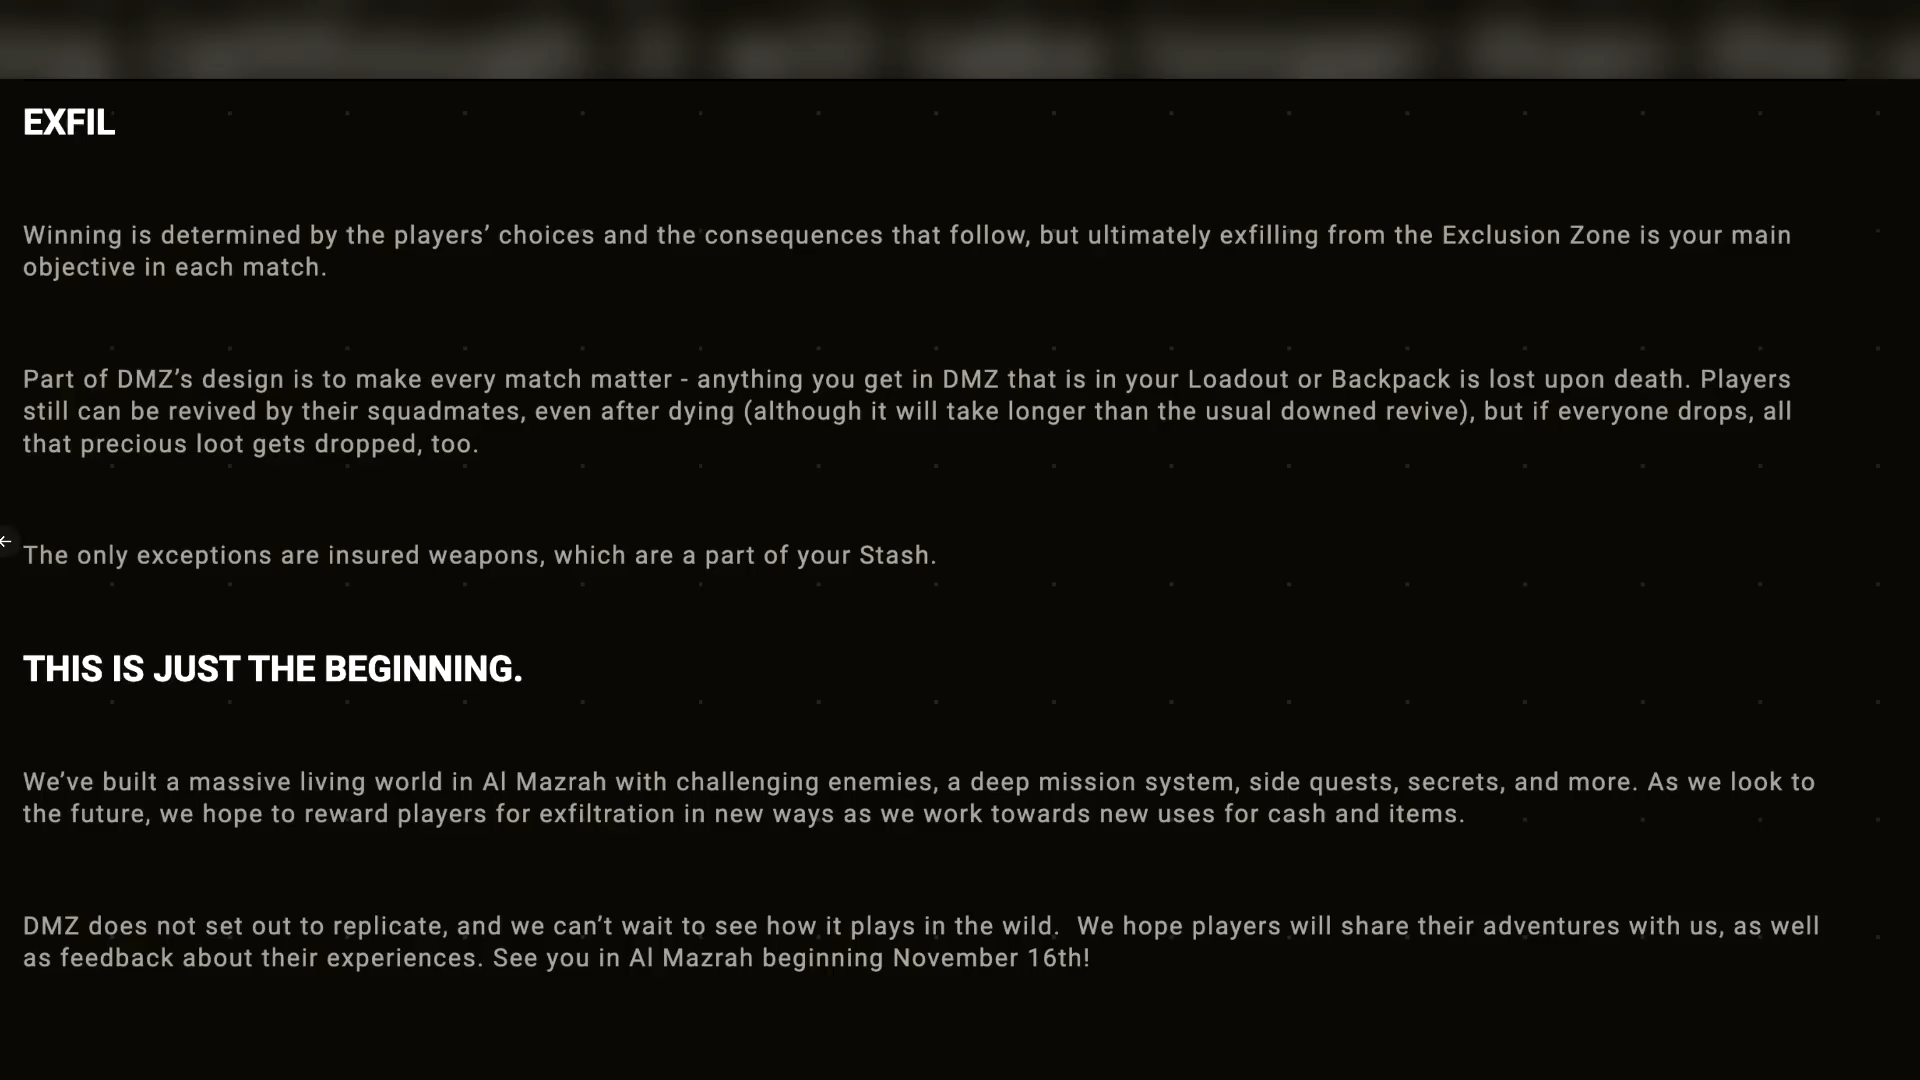 EXFIL
Winning is determined by the players’ choices and the consequences that follow, but ultimately exfilling from the Exclusion Zone is your main
objective in each match.
Part of DMZ’s design is to make every match matter - anything you get in DMZ that is in your Loadout or Backpack is lost upon death. Players
still can be revived by their squadmates, even after dying (although it will take longer than the usual downed revive), but if everyone drops, all
that precious loot gets dropped, too.
The only exceptions are insured weapons, which are a part of your Stash.
THIS IS JUST THE BEGINNING.
We’ve built a massive living world in Al Mazrah with challenging enemies, a deep mission system, side quests, secrets, and more. As we look to
the future, we hope to reward players for exfiltration in new ways as we work towards new uses for cash and items.
DMZ does not set out to replicate, and we can’t wait to see how it plays in the wild.  We hope players will share their adventures with us, as well
as feedback about their experiences. See you in Al Mazrah beginning November 16th!